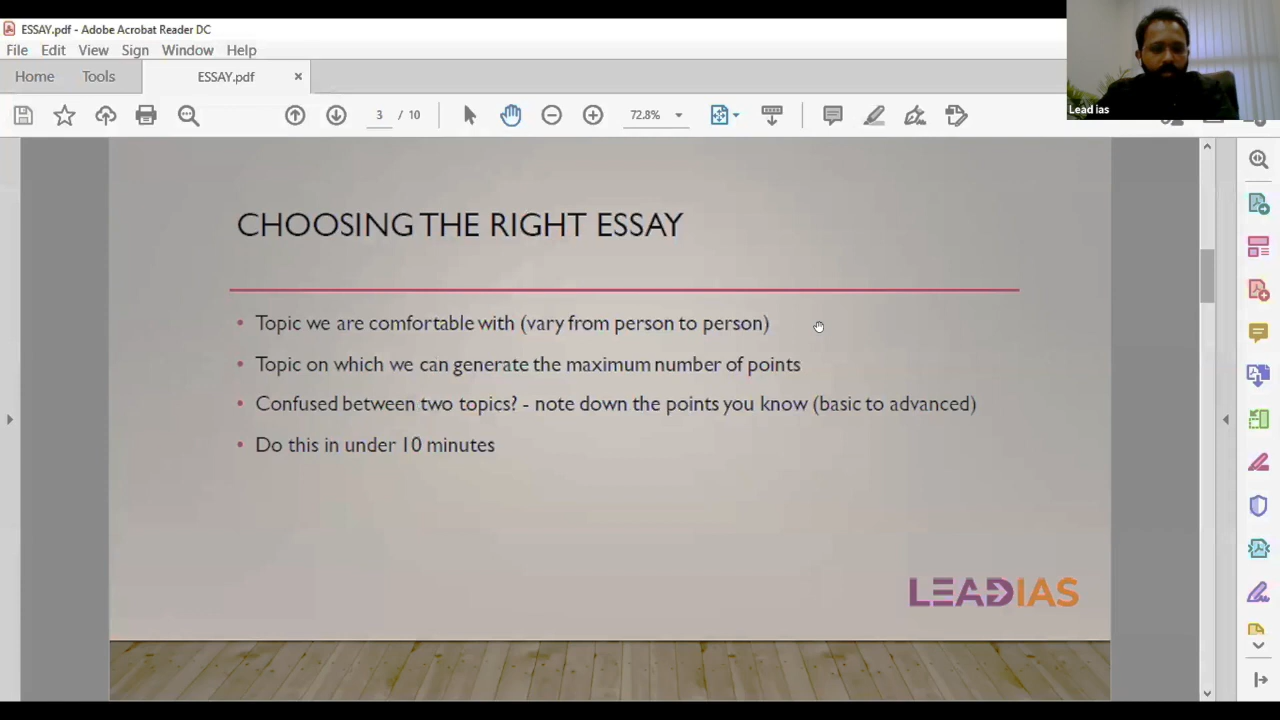 ESSAY.pdf - Adobe Acrobat Reader DC
File Edit View Sign Window Help
Home Tools ESSAY.pdf ×
/ 10 72.8%
Lead ias
CHOOSING THE RIGHT ESSAY
• Topic we are comfortable with (vary from person to person)
• Topic on which we can generate the maximum number of points
• Confused between two topics? - note down the points you know (basic to advanced)
• Do this in under 10 minutes
LEADIAS